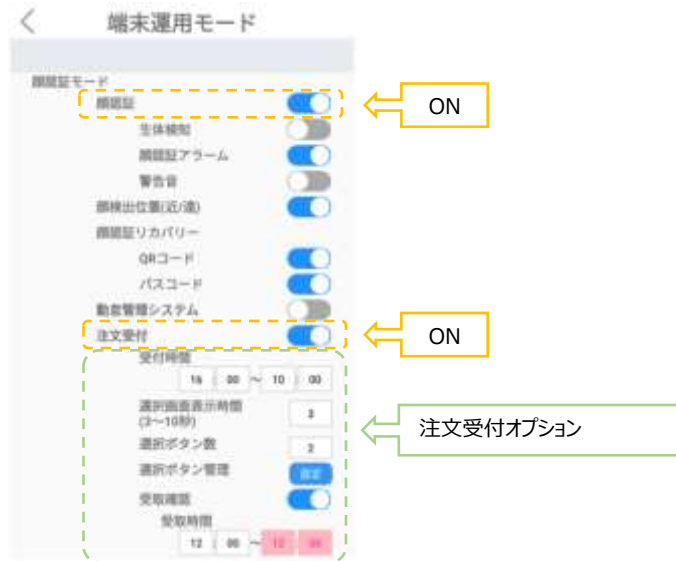 端末運用モード
顔認証モード
顔認証
ON
生体検知
顔認証アラーム
警告音
顔検出位置(近/遠)
顔認証リカバリー
QRコード
パスコード
勤怠管理システム
注文受付
ON
受付時間
16 : 00 ~ 10 : 00
選択画面表示時間
(3~10秒) 3
選択ボタン数 2
選択ボタン管理 設定
注文受付オプション
受取確認
受取時間
12 : 00 ~ 12 :